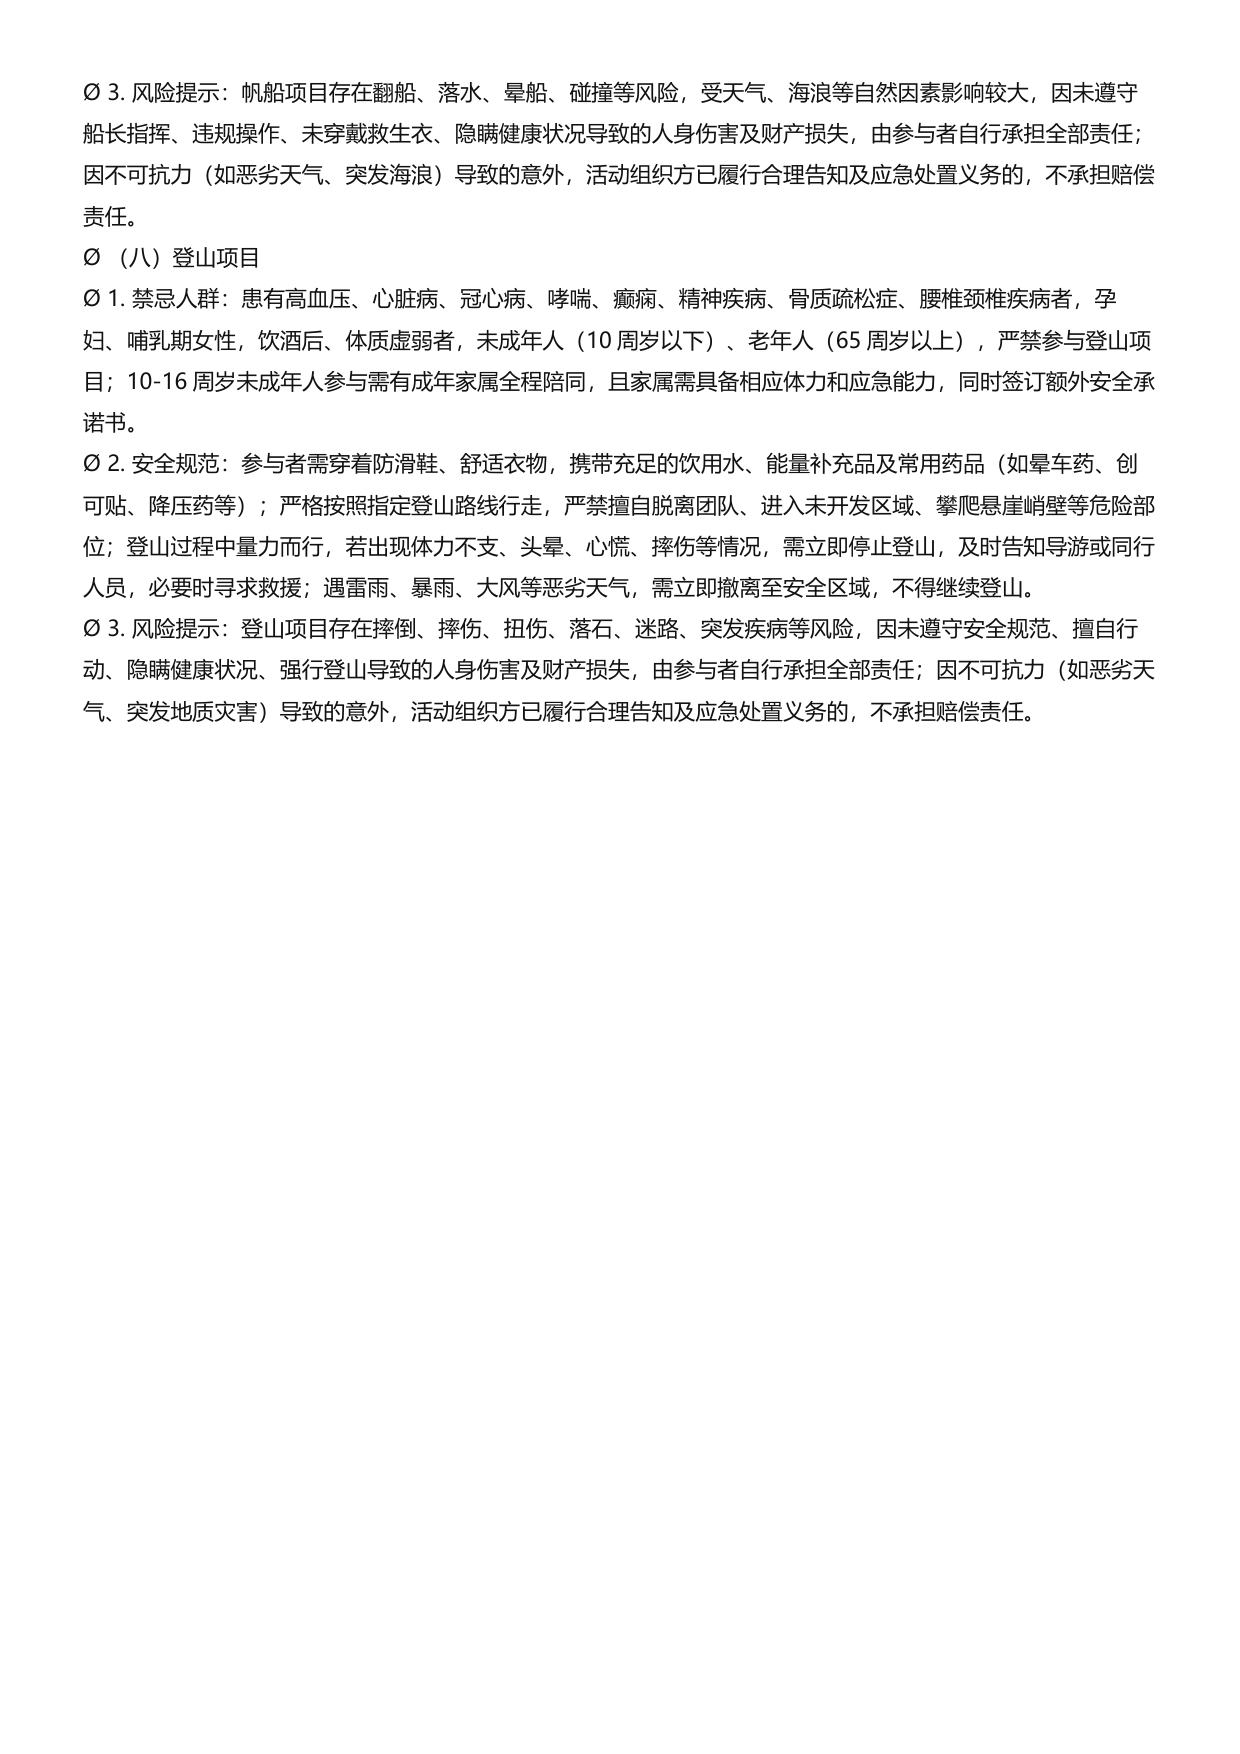 Ø 3. 风险提示：帆船项目存在翻船、落水、晕船、碰撞等风险，受天气、海浪等自然因素影响较大，因未遵守
船长指挥、违规操作、未穿戴救生衣、隐瞒健康状况导致的人身伤害及财产损失，由参与者自行承担全部责任；
因不可抗力（如恶劣天气、突发海浪）导致的意外，活动组织方已履行合理告知及应急处置义务的，不承担赔偿
责任。
Ø （八）登山项目
Ø 1. 禁忌人群：患有高血压、心脏病、冠心病、哮喘、癫痫、精神疾病、骨质疏松症、腰椎颈椎疾病者，孕
妇、哺乳期女性，饮酒后、体质虚弱者，未成年人（10 周岁以下）、老年人（65 周岁以上），严禁参与登山项
目；10-16 周岁未成年人参与需有成年家属全程陪同，且家属需具备相应体力和应急能力，同时签订额外安全承
诺书。
Ø 2. 安全规范：参与者需穿着防滑鞋、舒适衣物，携带充足的饮用水、能量补充品及常用药品（如晕车药、创
可贴、降压药等）；严格按照指定登山路线行走，严禁擅自脱离团队、进入未开发区域、攀爬悬崖峭壁等危险部
位；登山过程中量力而行，若出现体力不支、头晕、心慌、摔伤等情况，需立即停止登山，及时告知导游或同行
人员，必要时寻求救援；遇雷雨、暴雨、大风等恶劣天气，需立即撤离至安全区域，不得继续登山。
Ø 3. 风险提示：登山项目存在摔倒、摔伤、扭伤、落石、迷路、突发疾病等风险，因未遵守安全规范、擅自行
动、隐瞒健康状况、强行登山导致的人身伤害及财产损失，由参与者自行承担全部责任；因不可抗力（如恶劣天
气、突发地质灾害）导致的意外，活动组织方已履行合理告知及应急处置义务的，不承担赔偿责任。